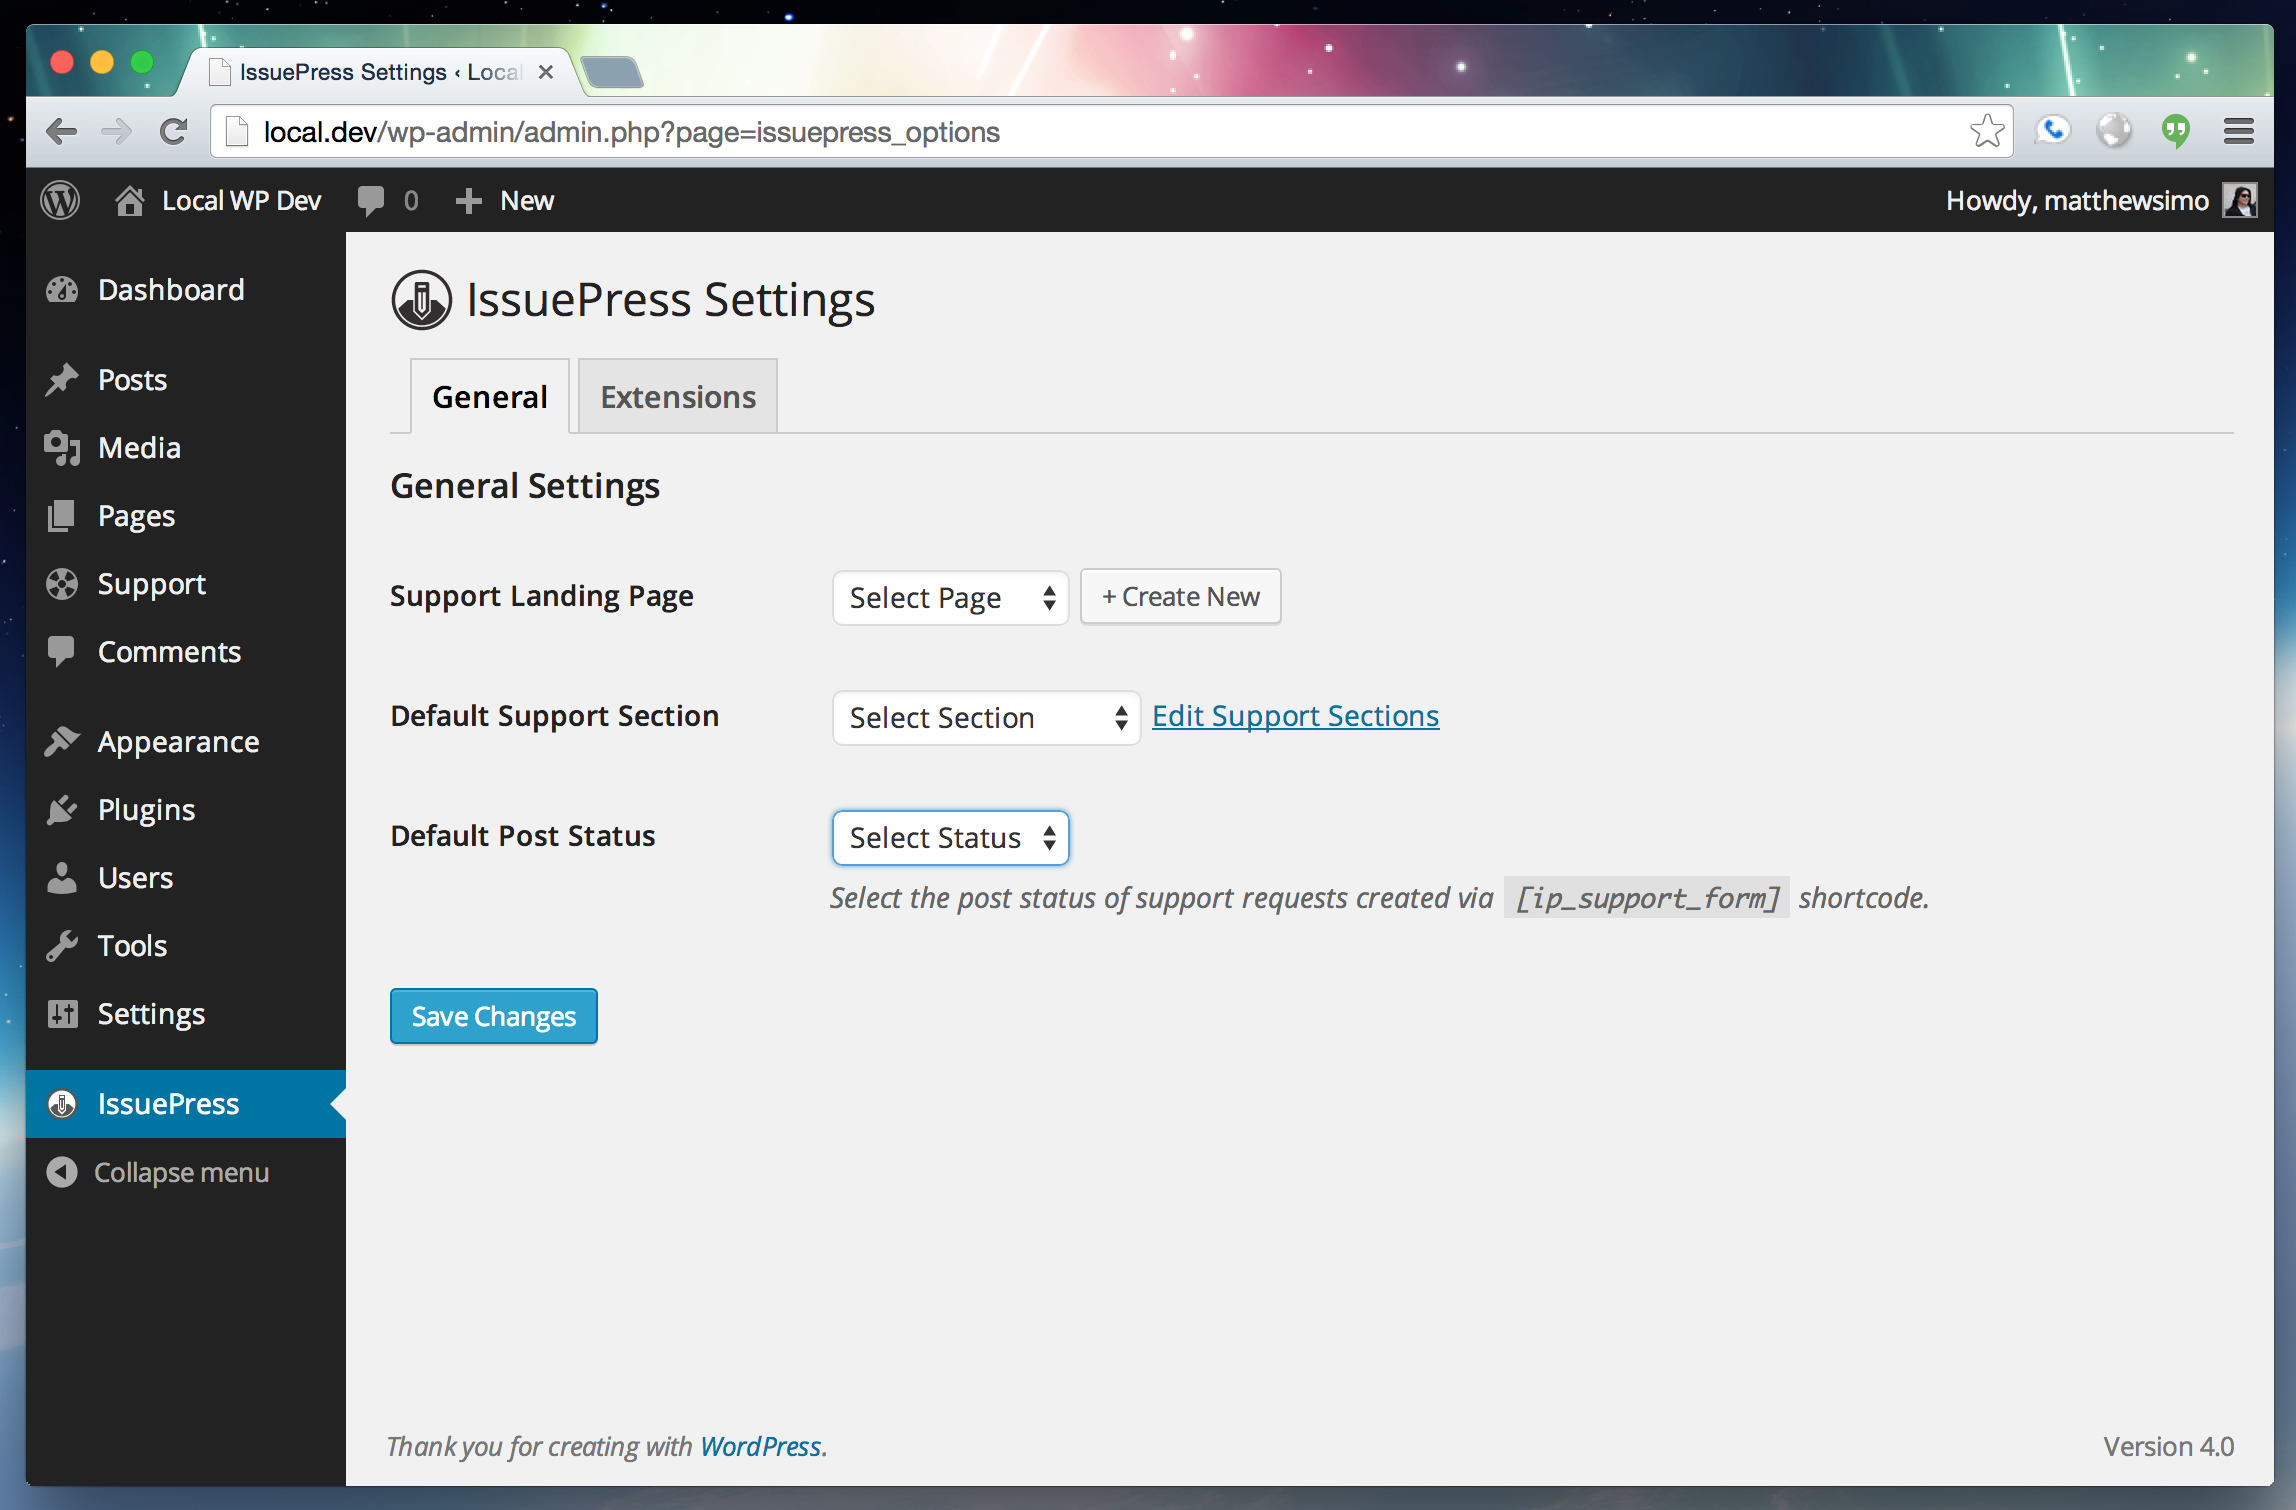 IssuePress Settings ‹ Loca
local.dev/wp-admin/admin.php?page=issuepress_options
Local WP Dev 0 + New Howdy, matthewsimo
Dashboard
Posts
Media
Pages
Support
Comments
Appearance
Plugins
Users
Tools
Settings
IssuePress
Collapse menu
IssuePress Settings
General Extensions
General Settings
Support Landing Page Select Page + Create New
Default Support Section Select Section Edit Support Sections
Default Post Status Select Status
Select the post status of support requests created via [ip_support_form] shortcode.
Save Changes
Thank you for creating with WordPress. Version 4.0